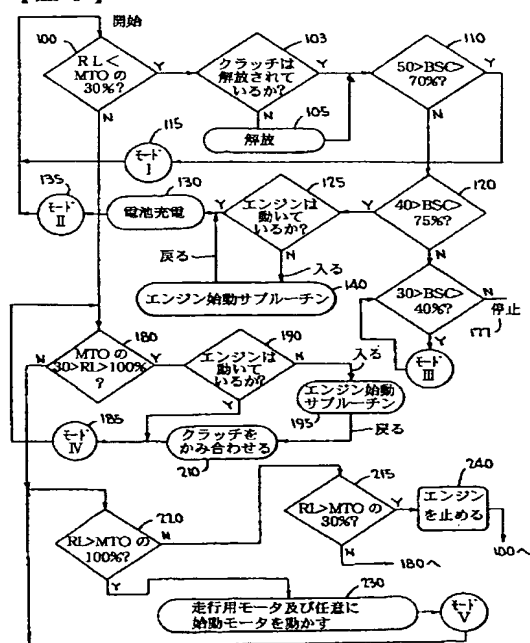 開始
100
RL<
MTOの
30%?
Y
N
103
クラッチは
解放されて
いるか?
Y
N
105
解放
110
50>BSC>
70%?
Y
N
115
モード
I
135
モード
II
130
電池充電
125
エンジンは
動いて
いるか?
Y
N
120
40>BSC>
75%?
Y
N
戻る
入る
140
エンジン始動サブルーチン
30>BSC>
40%?
N
停止
Y
モード
III
180
MTOの
30>RL>100%
?
N
Y
190
エンジンは
動いて
いるか?
N
Y
入る
エンジン始動
サブルーチン
195
戻る
185
モード
IV
クラッチを
かみ合わせる
210
220
RL>MTOの
100%?
N
Y
215
RL>MTOの
30%?
Y
N
180へ
240
エンジン
を止める
100へ
230
走行用モータ及び任意に
始動モータを動かす
モード
V